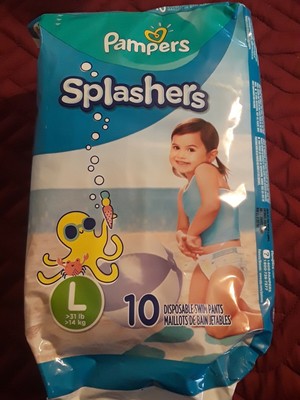 Pampers
Splashers
L
>31 lb
>14 kg
10
DISPOSABLE SWIM PANTS
MAILLOTS DE BAIN JETABLES